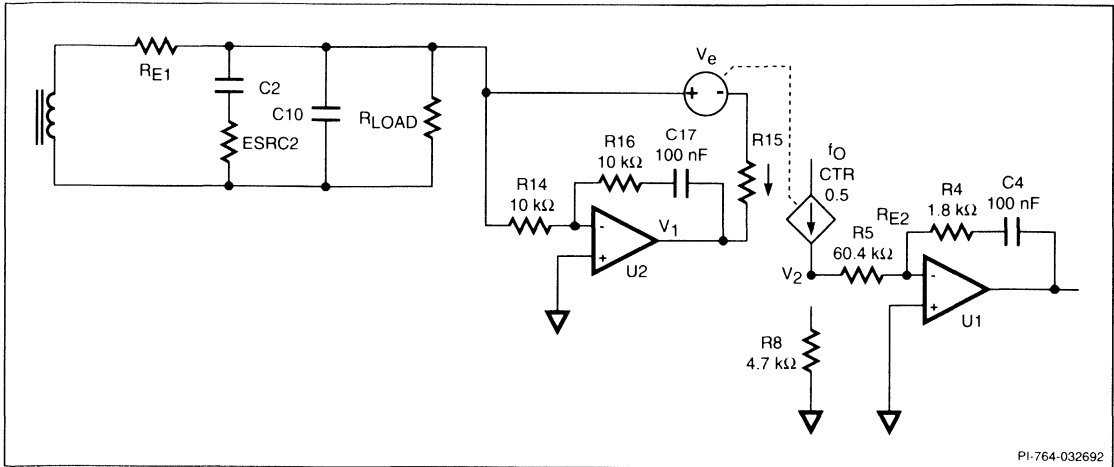 RE1
C2
ESRC2
C10
RLOAD
Ve
+ -
R15
R16
10 kΩ
C17
100 nF
R14
10 kΩ
-
+
V1
U2
fO
CTR
0.5
RE2
R5
60.4 kΩ
R4
1.8 kΩ
C4
100 nF
V2
-
+
U1
R8
4.7 kΩ
PI-764-032692